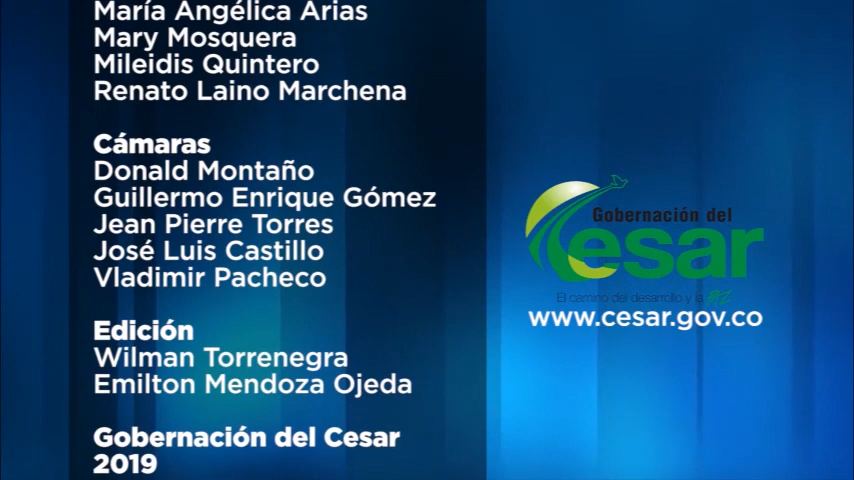 María Angélica Arias
Mary Mosquera
Mileidis Quintero
Renato Laino Marchena
Cámaras
Donald Montaño
Guillermo Enrique Gómez
Jean Pierre Torres
José Luis Castillo
Vladimir Pacheco
Edición
Wilman Torrenegra
Emilton Mendoza Ojeda
Gobernación del Cesar
2019
Gobernación del
Cesar
El camino del desarrollo y la
www.cesar.gov.co